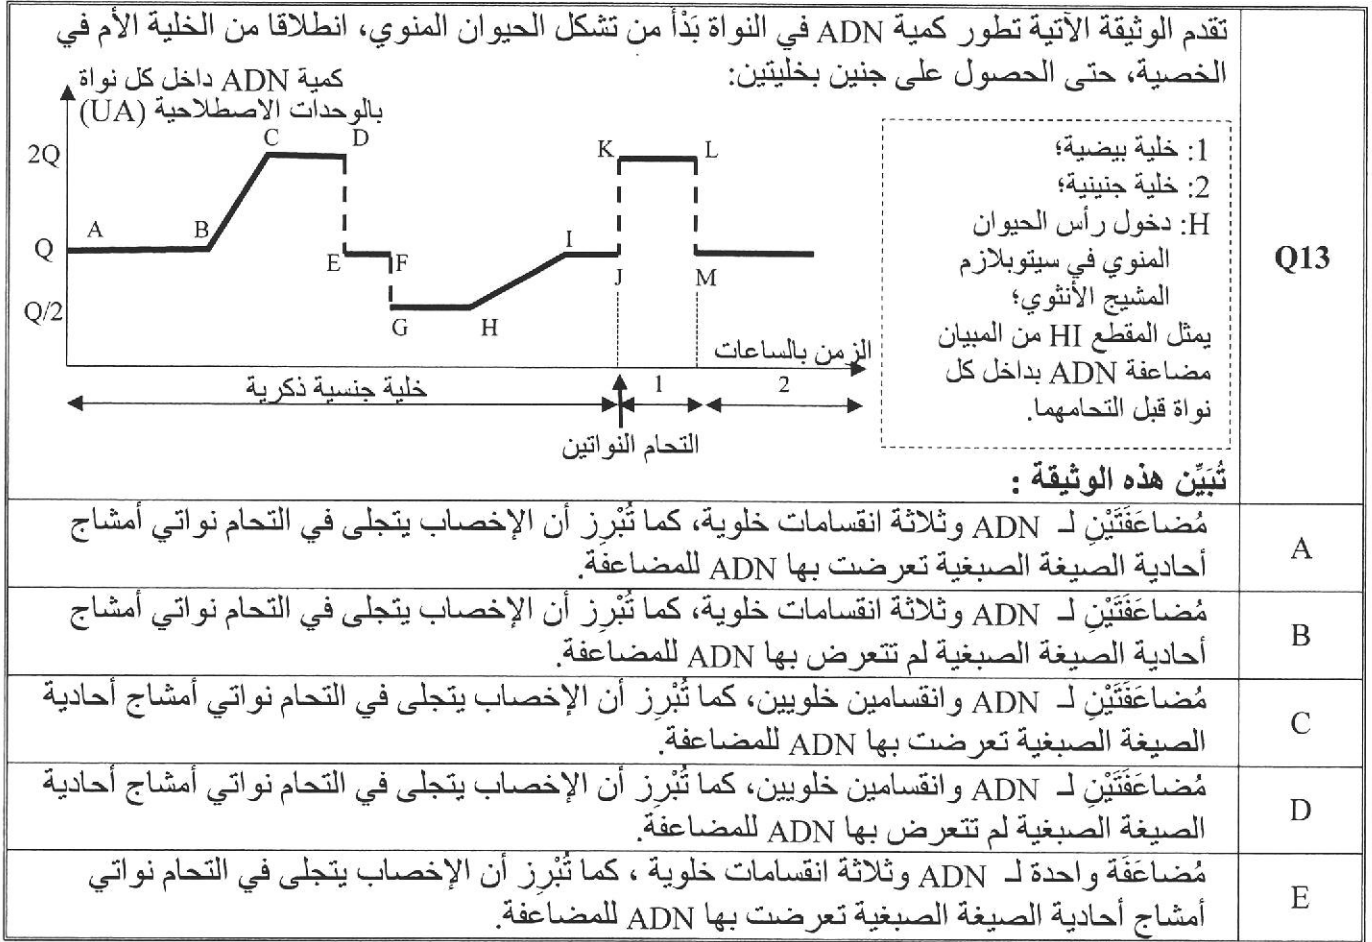 Q13
تقدم الوثيقة الآتية تطور كمية ADN في النواة بَدْأً من تشكل الحيوان المنوي، انطلاقا من الخلية الأم في
الخصية، حتى الحصول على جنين بخليتين:
كمية ADN داخل كل نواة
بالوحدات الاصطلاحية (UA)
2Q
Q
Q/2
A
B
C
D
E
F
G
H
I
J
K
L
M
الزمن بالساعات
خلية جنسية ذكرية
1
2
التحام النواتين
1: خلية بيضية؛
2: خلية جنينية؛
H: دخول رأس الحيوان
المنوي في سيتوبلازم
المشيج الأنثوي؛
يمثل المقطع HI من المبيان
مضاعفة ADN بداخل كل
نواة قبل التحامهما.
تُبَيِّن هذه الوثيقة :
A
مُضاعَفَتَيْنِ لـ ADN وثلاثة انقسامات خلوية، كما تُبْرِز أن الإخصاب يتجلى في التحام نواتي أمشاج
أحادية الصيغة الصبغية تعرضت بها ADN للمضاعفة.
B
مُضاعَفَتَيْنِ لـ ADN وثلاثة انقسامات خلوية، كما تُبْرِز أن الإخصاب يتجلى في التحام نواتي أمشاج
أحادية الصيغة الصبغية لم تتعرض بها ADN للمضاعفة.
C
مُضاعَفَتَيْنِ لـ ADN وانقسامين خلويين، كما تُبْرِز أن الإخصاب يتجلى في التحام نواتي أمشاج أحادية
الصيغة الصبغية تعرضت بها ADN للمضاعفة.
D
مُضاعَفَتَيْنِ لـ ADN وانقسامين خلويين، كما تُبْرِز أن الإخصاب يتجلى في التحام نواتي أمشاج أحادية
الصيغة الصبغية لم تتعرض بها ADN للمضاعفة.
E
مُضاعَفَة واحدة لـ ADN وثلاثة انقسامات خلوية ، كما تُبْرِز أن الإخصاب يتجلى في التحام نواتي
أمشاج أحادية الصيغة الصبغية تعرضت بها ADN للمضاعفة.